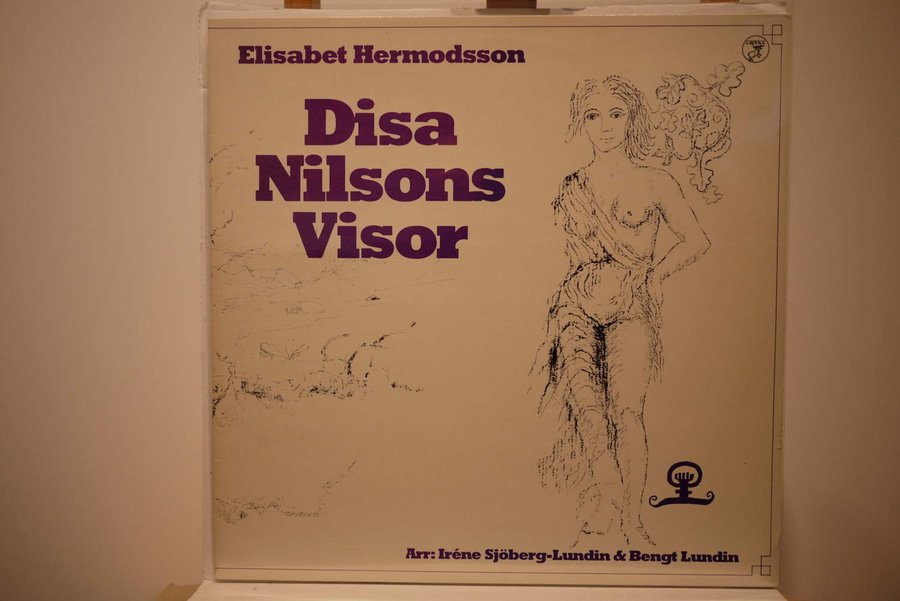 Elisabet Hermodsson
Disa
Nilsons
Visor
Arr: Iréne Sjöberg-Lundin & Bengt Lundin